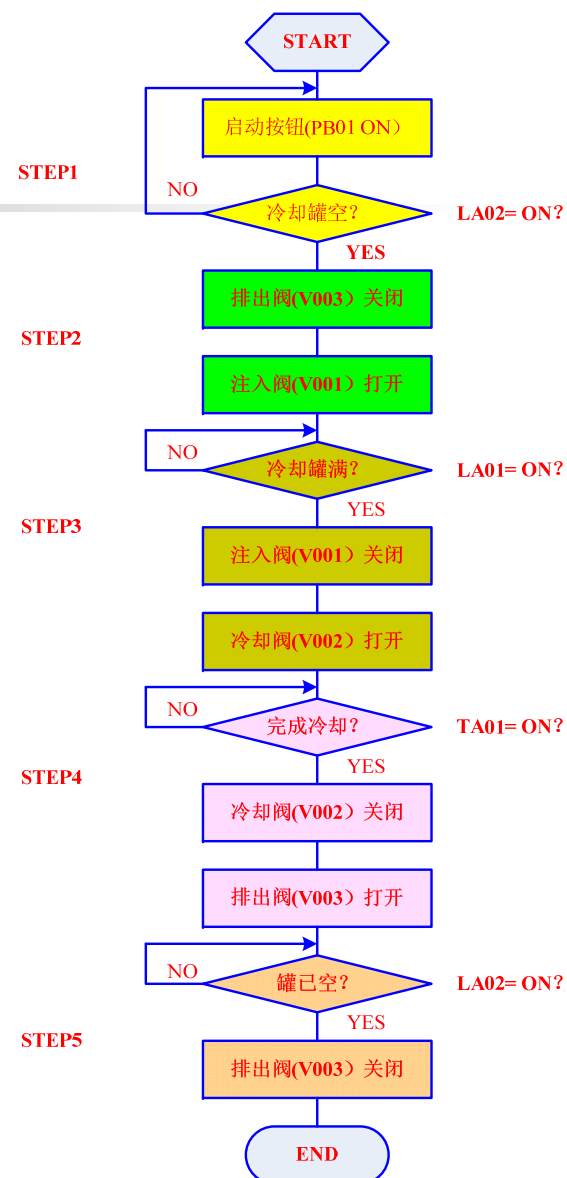 START
启动按钮(PB01 ON）
STEP1
NO
冷却罐空？
LA02= ON？
YES
排出阀(V003）关闭
STEP2
注入阀(V001）打开
NO
冷却罐满？
LA01= ON？
YES
STEP3
注入阀(V001）关闭
冷却阀(V002）打开
NO
完成冷却？
TA01= ON？
YES
STEP4
冷却阀(V002）关闭
排出阀(V003）打开
NO
罐已空？
LA02= ON？
YES
STEP5
排出阀(V003）关闭
END